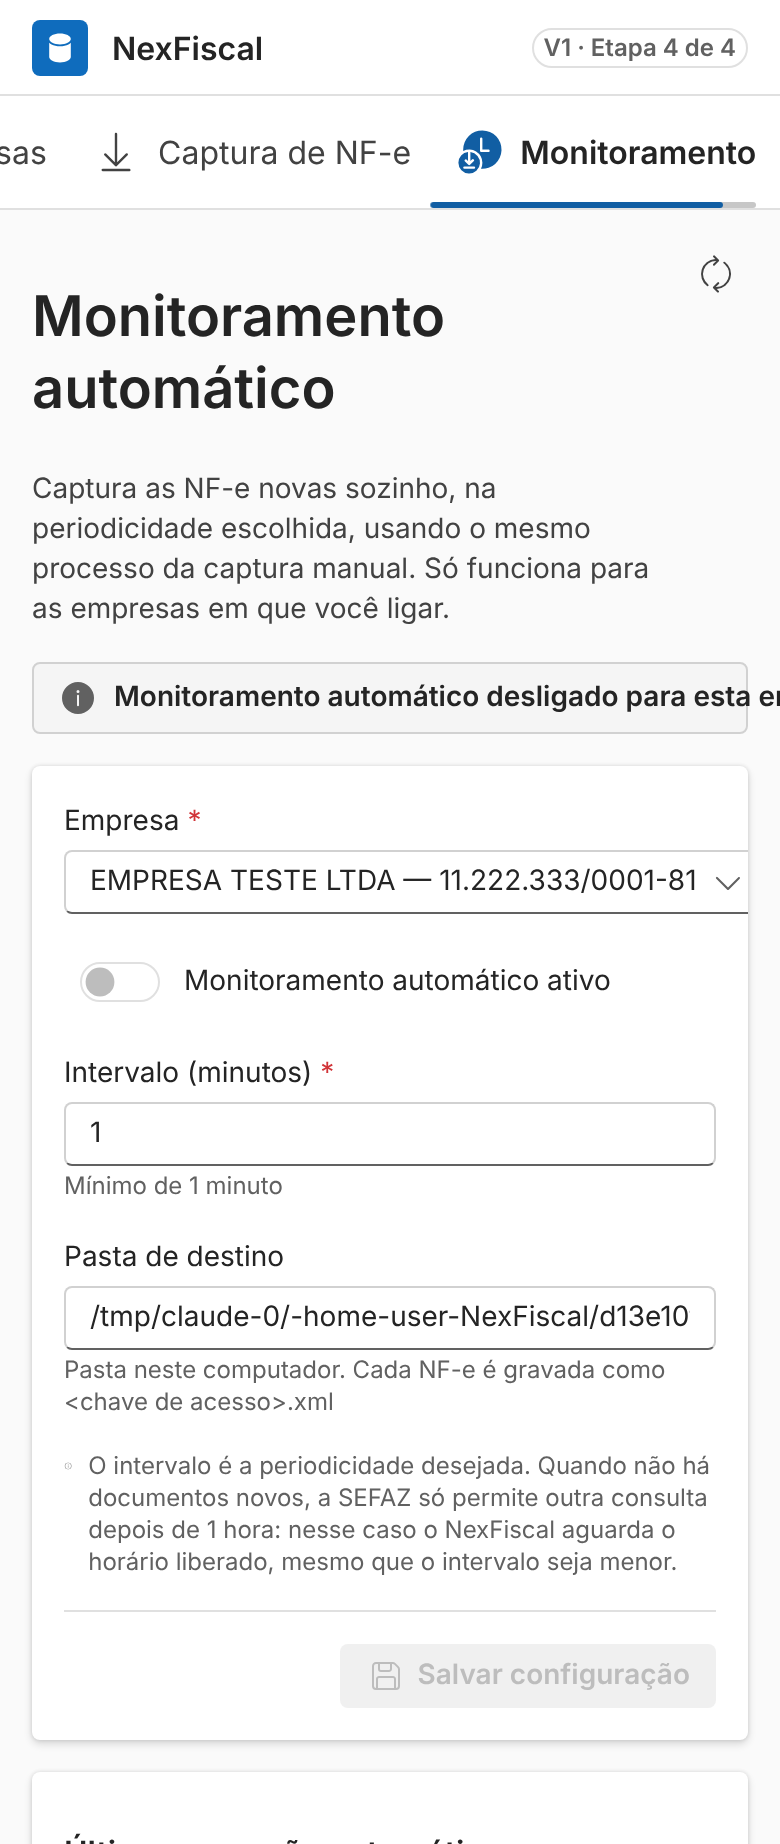 NexFiscal
V1 · Etapa 4 de 4
sas
Captura de NF-e
Monitoramento
Monitoramento
automático
Captura as NF-e novas sozinho, na
periodicidade escolhida, usando o mesmo
processo da captura manual. Só funciona para
as empresas em que você ligar.
Monitoramento automático desligado para esta
Empresa *
EMPRESA TESTE LTDA — 11.222.333/0001-81
Monitoramento automático ativo
Intervalo (minutos) *
1
Mínimo de 1 minuto
Pasta de destino
/tmp/claude-0/-home-user-NexFiscal/d13e10
Pasta neste computador. Cada NF-e é gravada como
<chave de acesso>.xml
O intervalo é a periodicidade desejada. Quando não há
documentos novos, a SEFAZ só permite outra consulta
depois de 1 hora: nesse caso o NexFiscal aguarda o
horário liberado, mesmo que o intervalo seja menor.
Salvar configuração